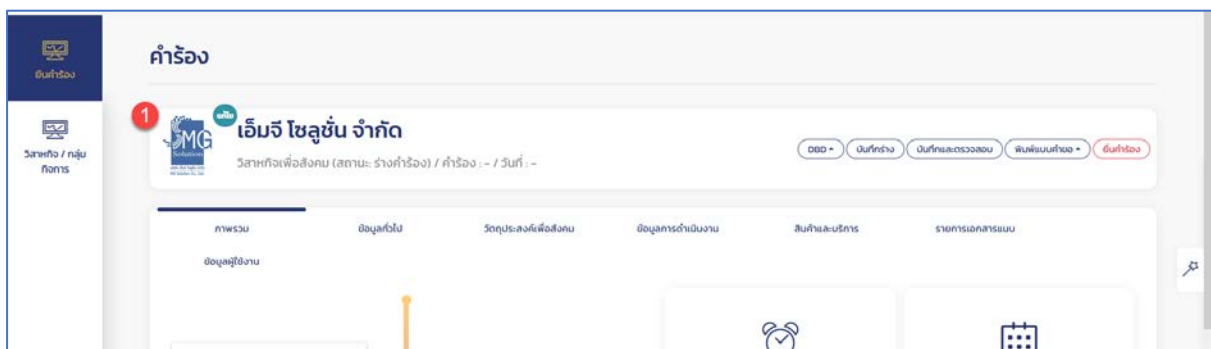 คำร้อง
ยื่นคำร้อง
วิสาหกิจ / กลุ่มกิจการ
1
แก้ไข
MG
Solution
เอ็มจี โซลูชั่น จำกัด
วิสาหกิจเพื่อสังคม (สถานะ: ร่างคำร้อง) / คำร้อง : - / วันที่ : -
DBD บันทึกร่าง บันทึกและตรวจสอบ พิมพ์แบบคำขอ ยื่นคำร้อง
ภาพรวม ข้อมูลทั่วไป วัตถุประสงค์เพื่อสังคม ข้อมูลการดำเนินงาน สินค้าและบริการ รายการเอกสารแนบ
ข้อมูลผู้ใช้งาน